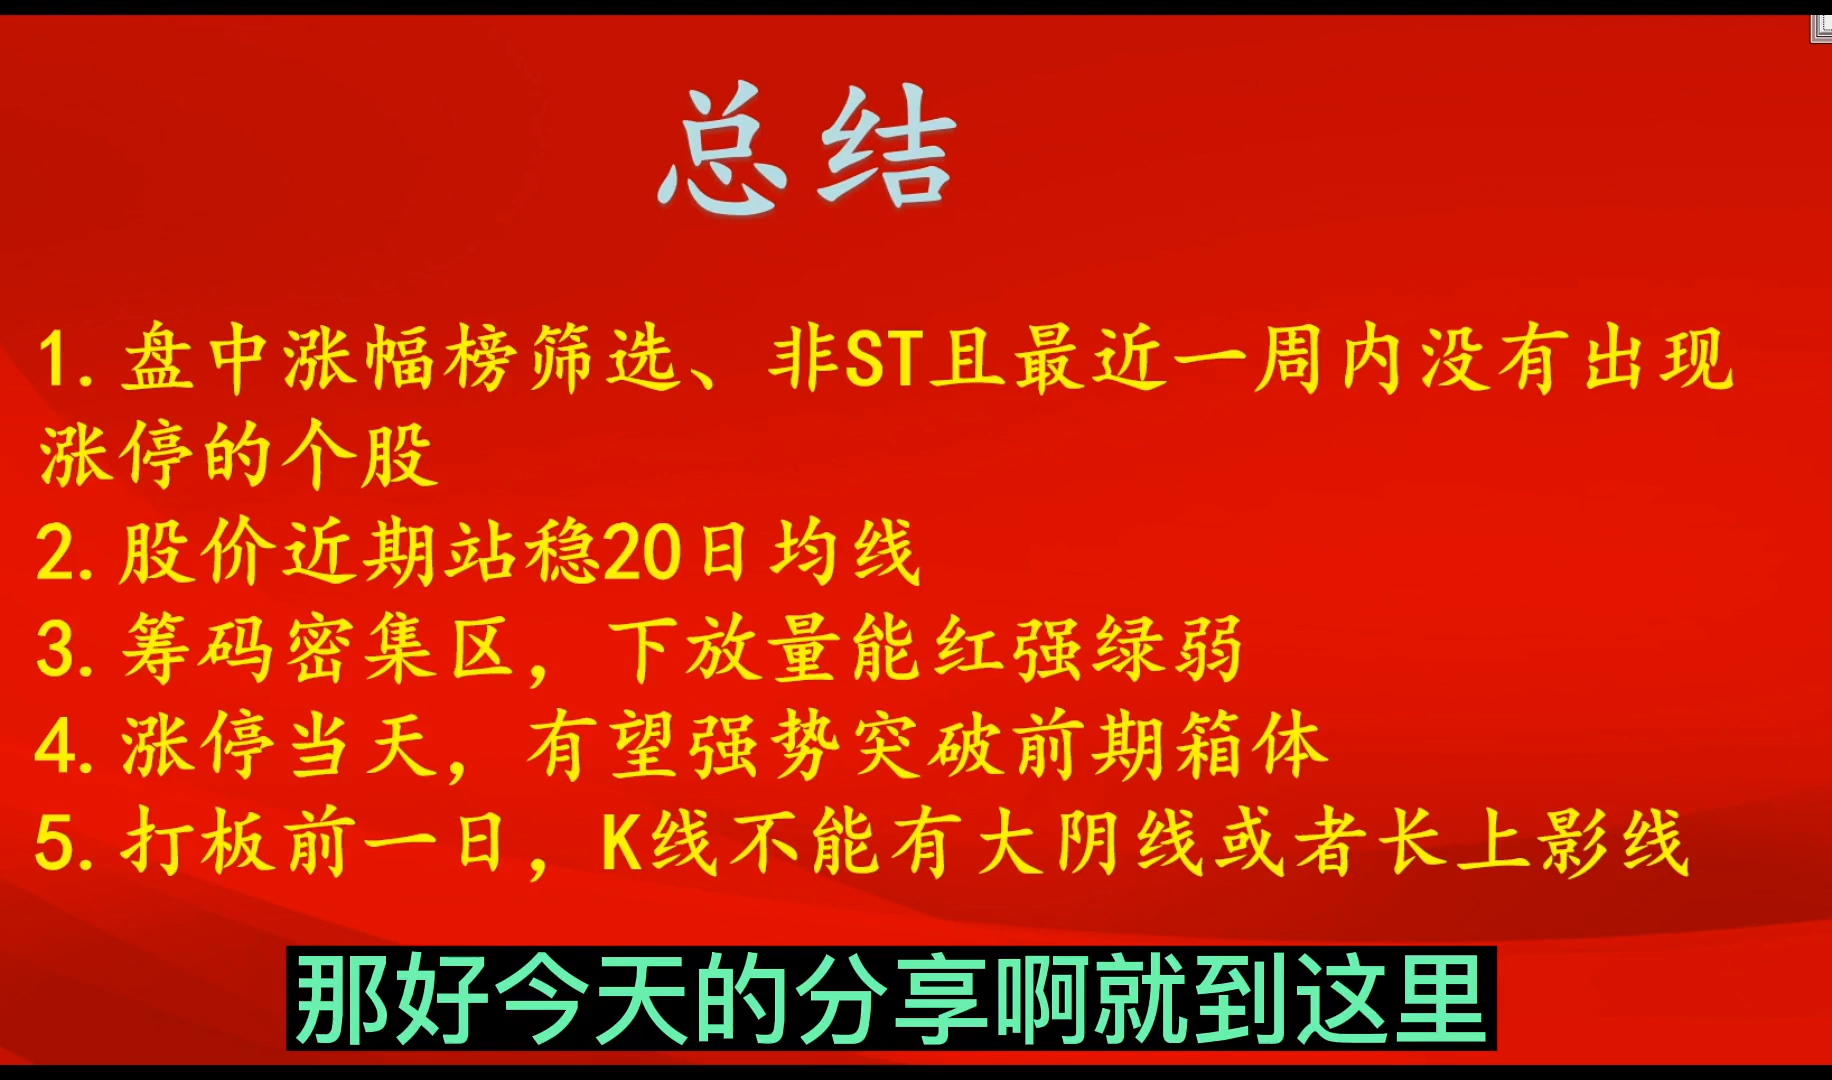 总结
1.盘中涨幅榜筛选、非ST且最近一周内没有出现
涨停的个股
2.股价近期站稳20日均线
3.筹码密集区，下放量能红强绿弱
4.涨停当天，有望强势突破前期箱体
5.打板前一日，K线不能有大阴线或者长上影线
那好今天的分享啊就到这里